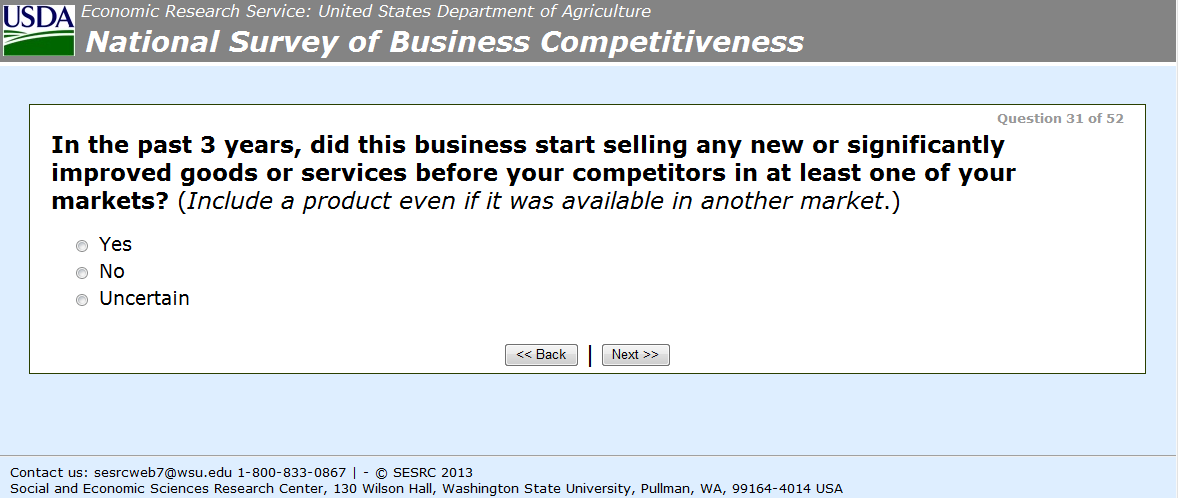 USDA
Economic Research Service: United States Department of Agriculture
National Survey of Business Competitiveness
Question 31 of 52
In the past 3 years, did this business start selling any new or significantly
improved goods or services before your competitors in at least one of your
markets? (Include a product even if it was available in another market.)
Yes
No
Uncertain
<< Back | Next >>
Contact us: sesrcweb7@wsu.edu 1-800-833-0867 | - © SESRC 2013
Social and Economic Sciences Research Center, 130 Wilson Hall, Washington State University, Pullman, WA, 99164-4014 USA